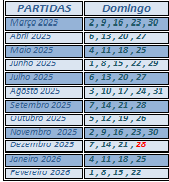 PARTIDAS Domingo
Março 2025 2, 9, 16, 23, 30
Abril 2025 6, 13, 20, 27
Maio 2025 4, 11, 18, 25
Junho 2025 1, 8, 15, 22, 29
Julho 2025 6, 13, 20, 27
Agosto 2025 3, 10, 17, 24, 31
Setembro 2025 7, 14, 21, 28
Outubro 2025 5, 12, 19, 26
Novembro 2025 2, 9, 16, 23, 30
Dezembro 2025 7, 14, 21, 28
Janeiro 2026 4, 11, 18, 25
Fevereiro 2026 1, 8, 15, 22